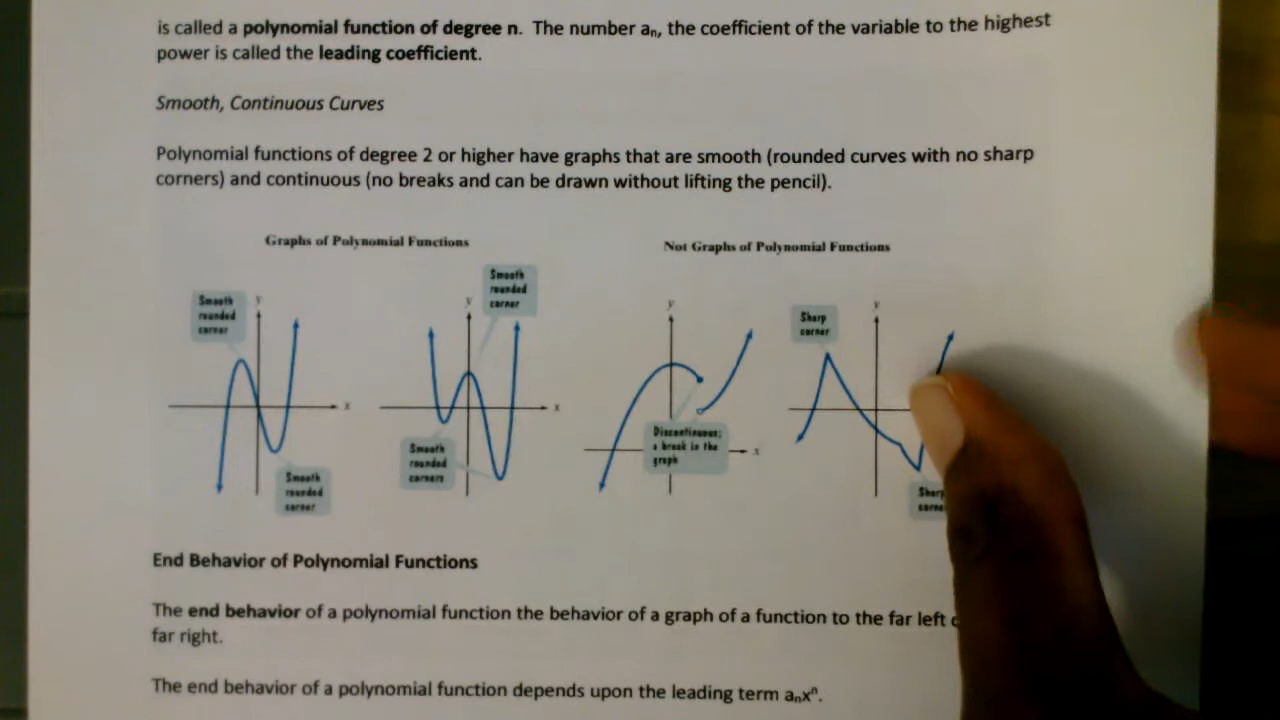 is called a polynomial function of degree n. The number aₙ, the coefficient of the variable to the highest
power is called the leading coefficient.
Smooth, Continuous Curves
Polynomial functions of degree 2 or higher have graphs that are smooth (rounded curves with no sharp
corners) and continuous (no breaks and can be drawn without lifting the pencil).
Graphs of Polynomial Functions
Smooth
rounded
corner
y
x
Smooth
rounded
corner
Smooth
rounded
corner
y
x
Smooth
rounded
corners
Not Graphs of Polynomial Functions
y
x
Discontinuous;
a break in the
graph
Sharp
corner
y
End Behavior of Polynomial Functions
The end behavior of a polynomial function the behavior of a graph of a function to the far left
far right.
The end behavior of a polynomial function depends upon the leading term aₙxⁿ.